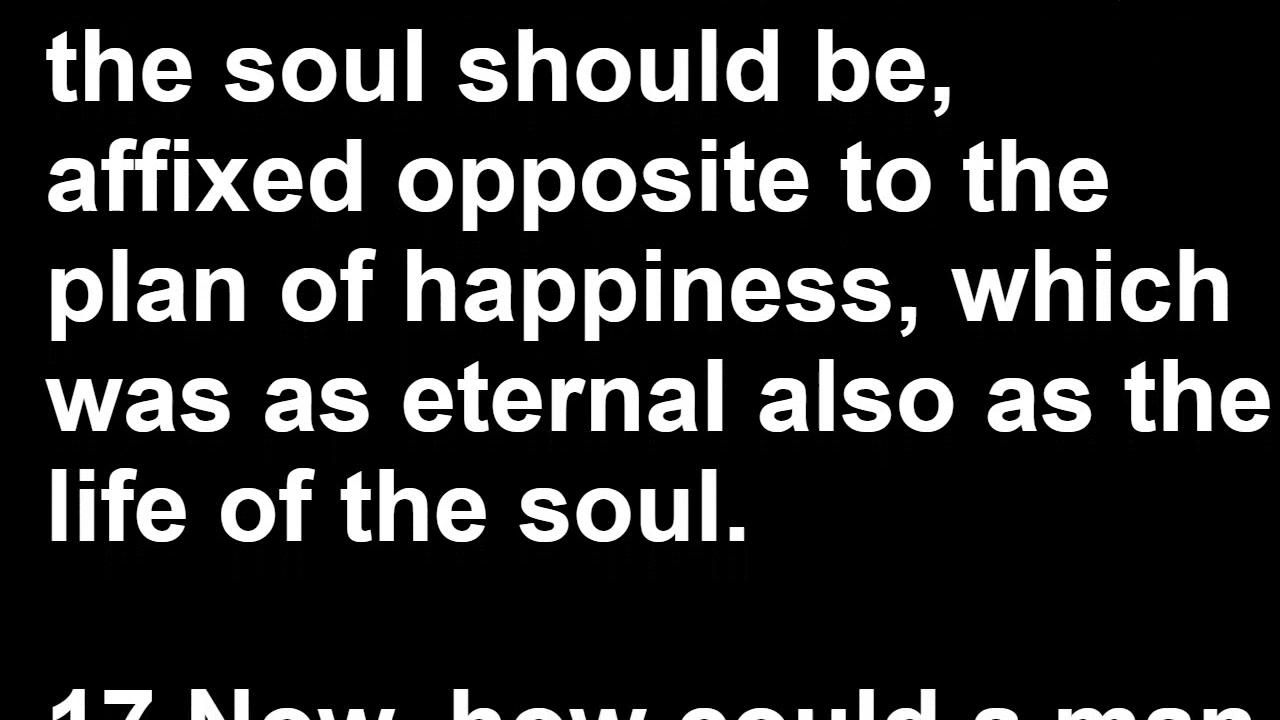 the soul should be,
affixed opposite to the
plan of happiness, which
was as eternal also as the
life of the soul.
17 Now, how could a man